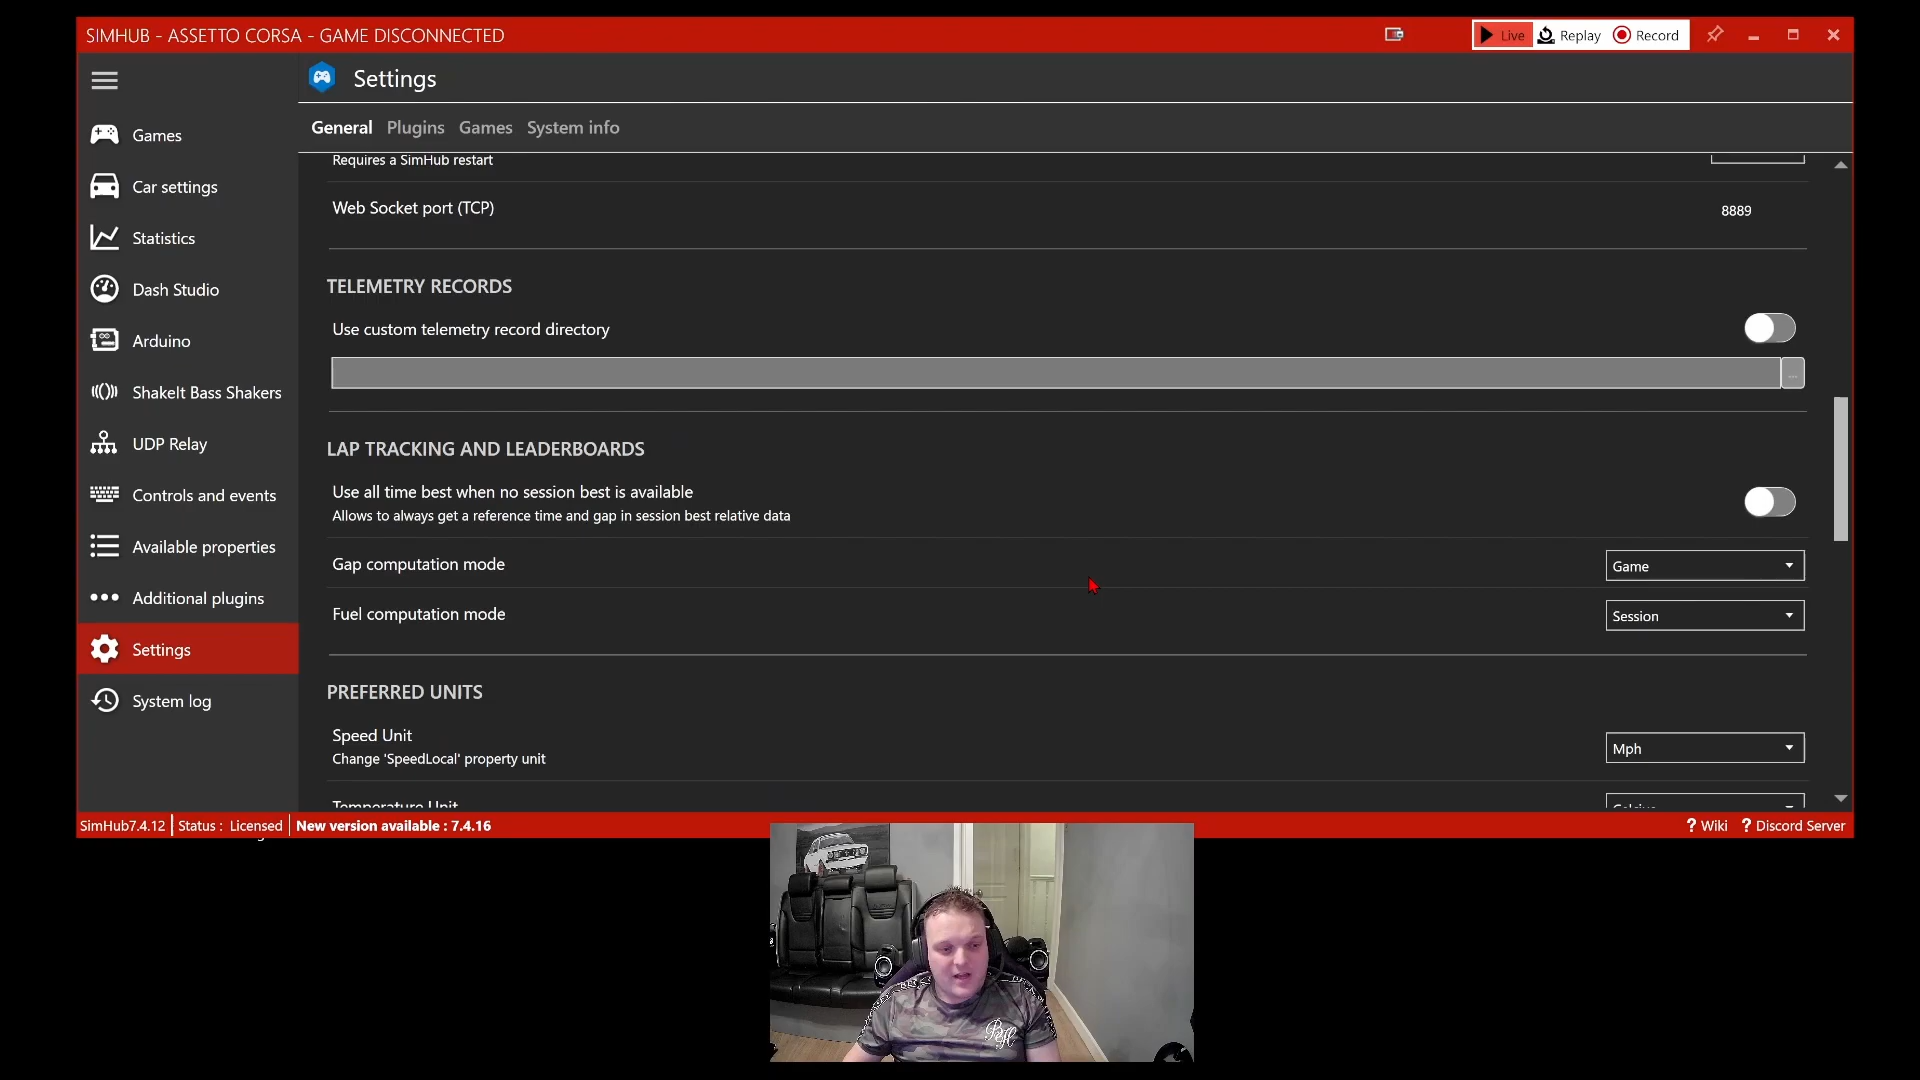 SIMHUB - ASSETTO CORSA - GAME DISCONNECTED
Live
Replay
Record
Settings
General
Plugins
Games
System info
Games
Car settings
Statistics
Dash Studio
Arduino
ShakeIt Bass Shakers
UDP Relay
Controls and events
Available properties
Additional plugins
Settings
System log
Requires a SimHub restart
Web Socket port (TCP)
8889
TELEMETRY RECORDS
Use custom telemetry record directory
...
LAP TRACKING AND LEADERBOARDS
Use all time best when no session best is available
Allows to always get a reference time and gap in session best relative data
Gap computation mode
Game
Fuel computation mode
Session
PREFERRED UNITS
Speed Unit
Change 'SpeedLocal' property unit
Mph
Temperature Unit
Celsius
SimHub7.4.12
Status : Licensed
New version available : 7.4.16
? Wiki
? Discord Server